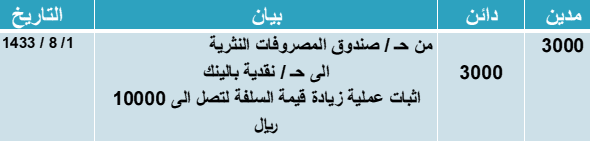 مدين دائن بيان التاريخ
3000 من حـ / صندوق المصروفات النثرية 1/ 8 / 1433
3000 الى حـ / نقدية بالبنك
اثبات عملية زيادة قيمة السلفة لتصل الى 10000
ريال